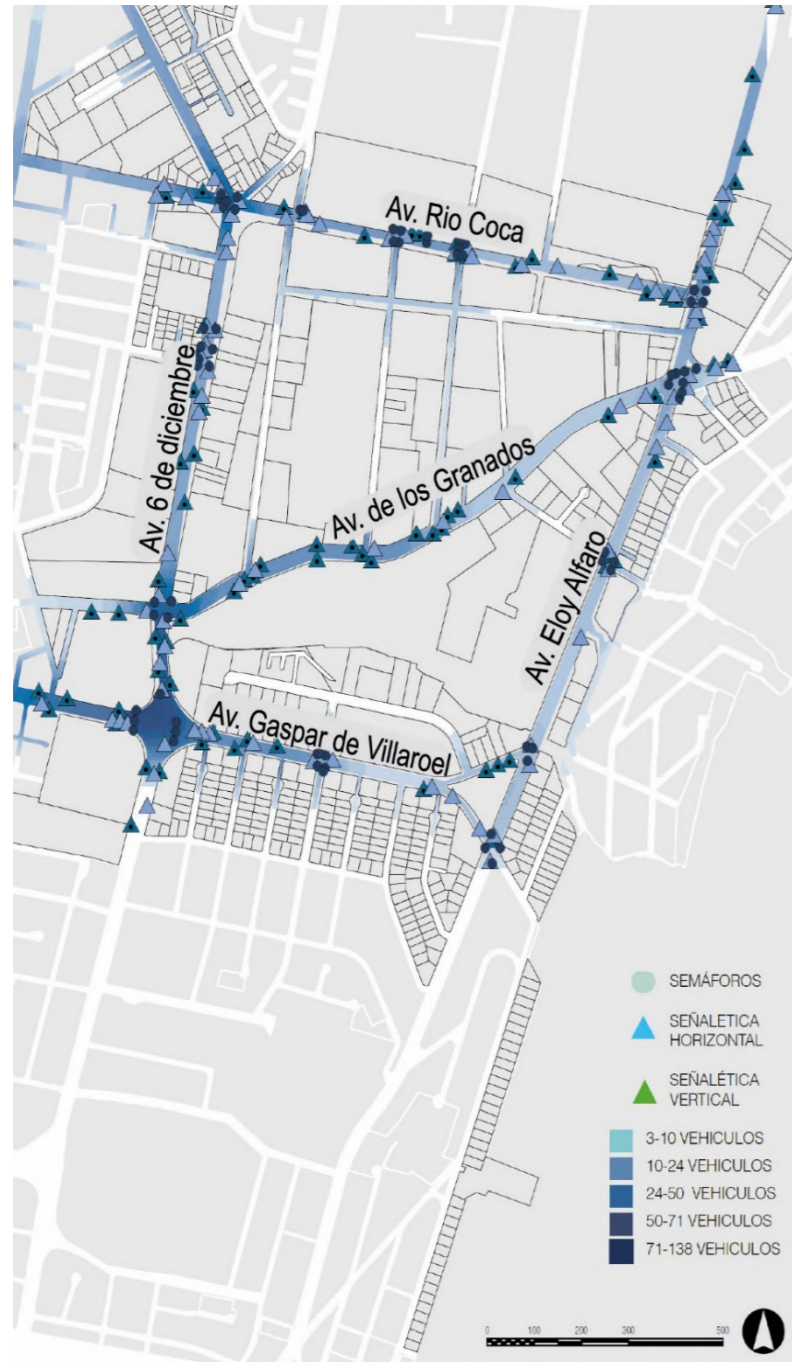 Av. Rio Coca
Av. 6 de diciembre
Av. de los Granados
Av. Eloy Alfaro
Av. Gaspar de Villaroel
SEMÁFOROS
SEÑALETICA
HORIZONTAL
SEÑALÉTICA
VERTICAL
3-10 VEHICULOS
10-24 VEHICULOS
24-50 VEHICULOS
50-71 VEHICULOS
71-138 VEHICULOS
0 100 200 300 500